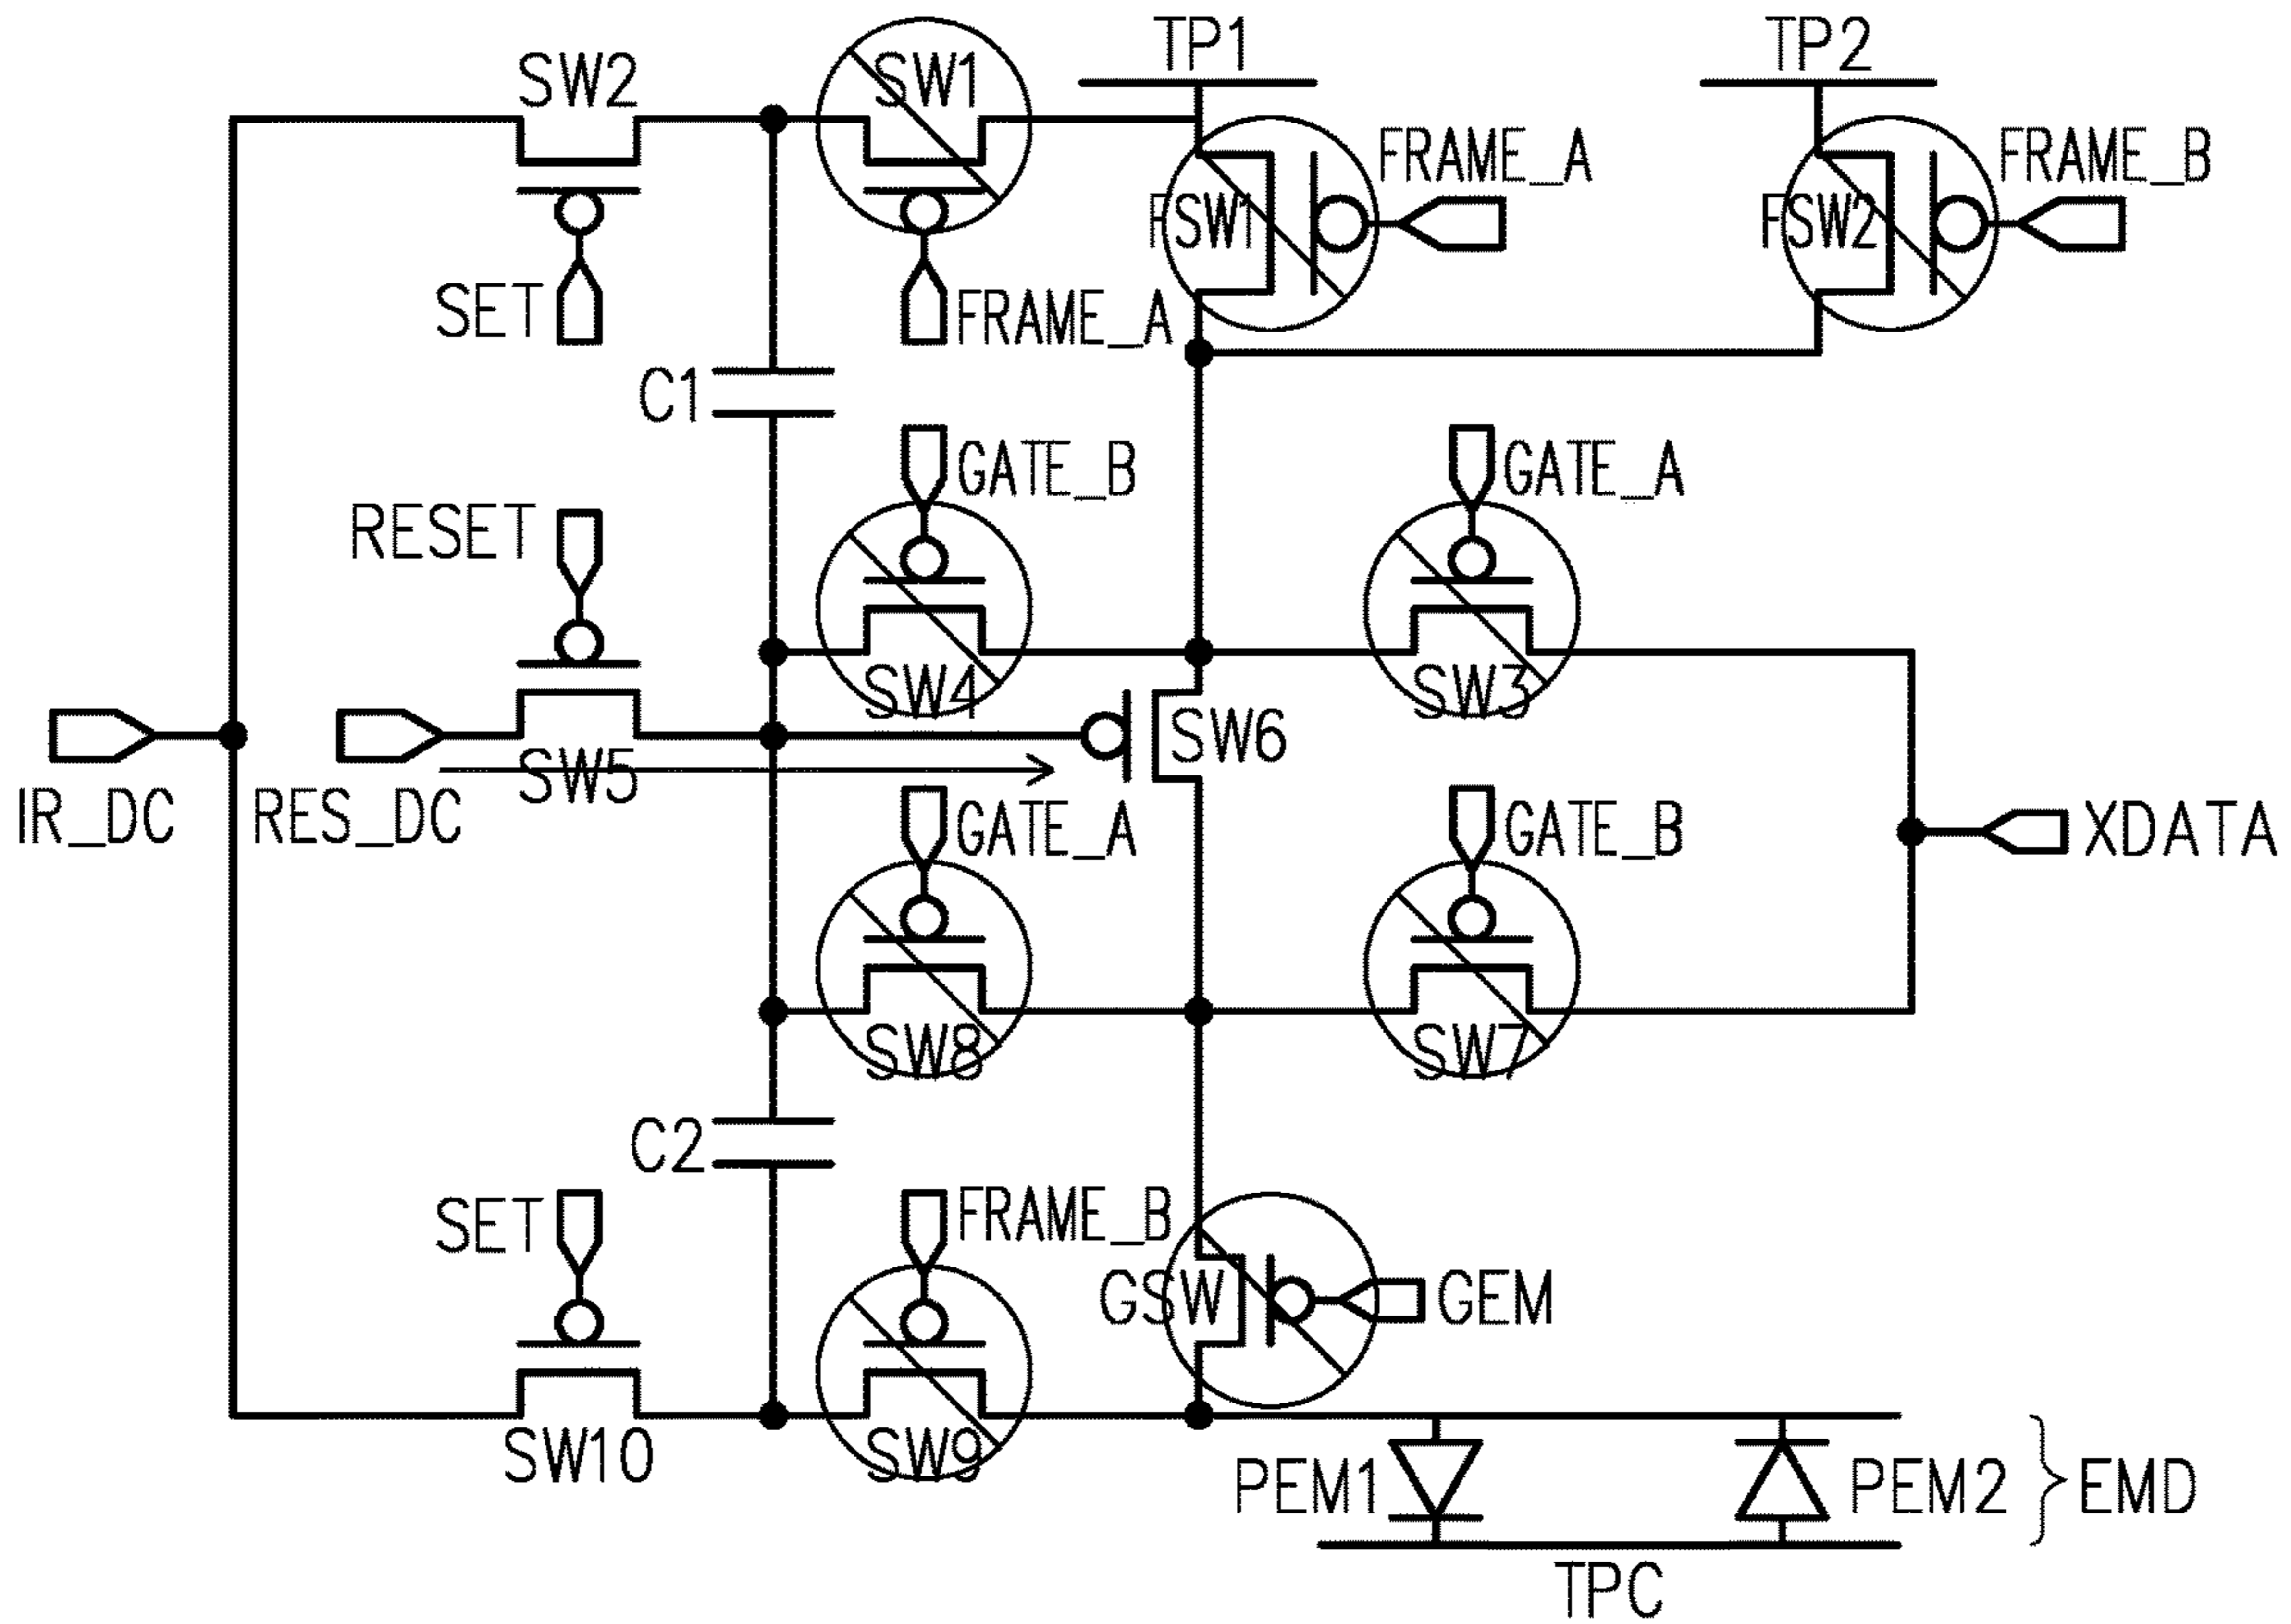 TP1
TP2
SW2
SW1
FRAME_A
FRAME_B
FSW1
FSW2
SET
FRAME_A
C1
GATE_B
GATE_A
RESET
SW4
SW3
SW6
SW5
IR_DC
RES_DC
GATE_A
GATE_B
XDATA
SW8
SW7
C2
SET
FRAME_B
GSW
GEM
SW10
SW9
PEM1
PEM2
EMD
TPC